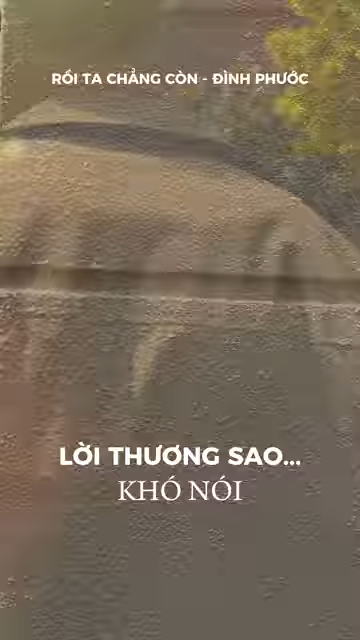 RỒI TA CHẲNG CÒN - ĐÌNH PHƯỚC
LỜI THƯƠNG SAO...
KHÓ NÓI